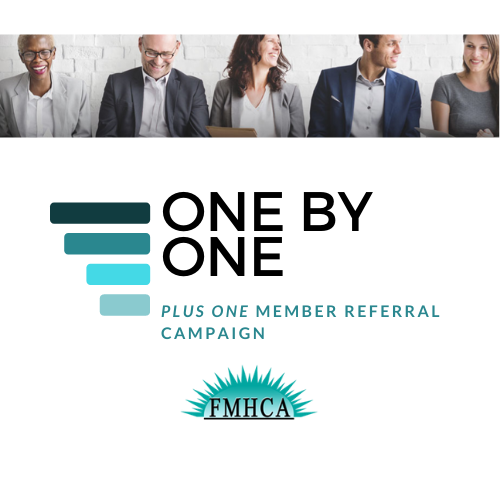 ONE BY
ONE
PLUS ONE MEMBER REFERRAL
CAMPAIGN
FMHCA